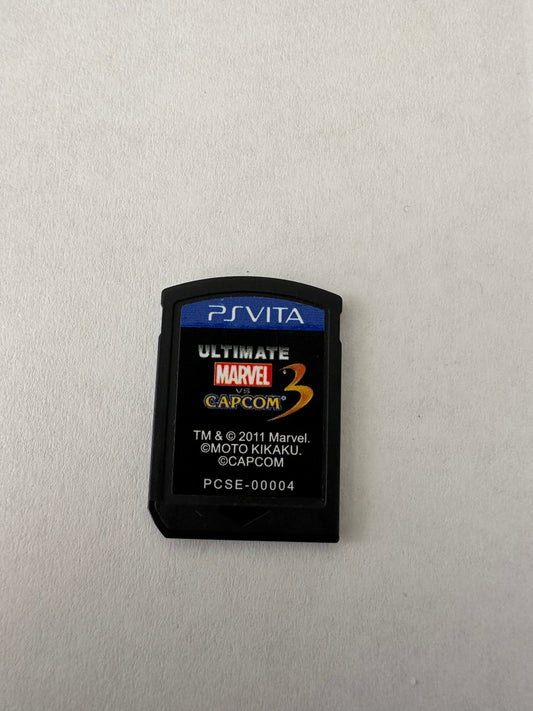 PSVITA
ULTIMATE
MARVEL
VS
CAPCOM® 3
TM & © 2011 Marvel.
©MOTO KIKAKU.
©CAPCOM
PCSE-00004